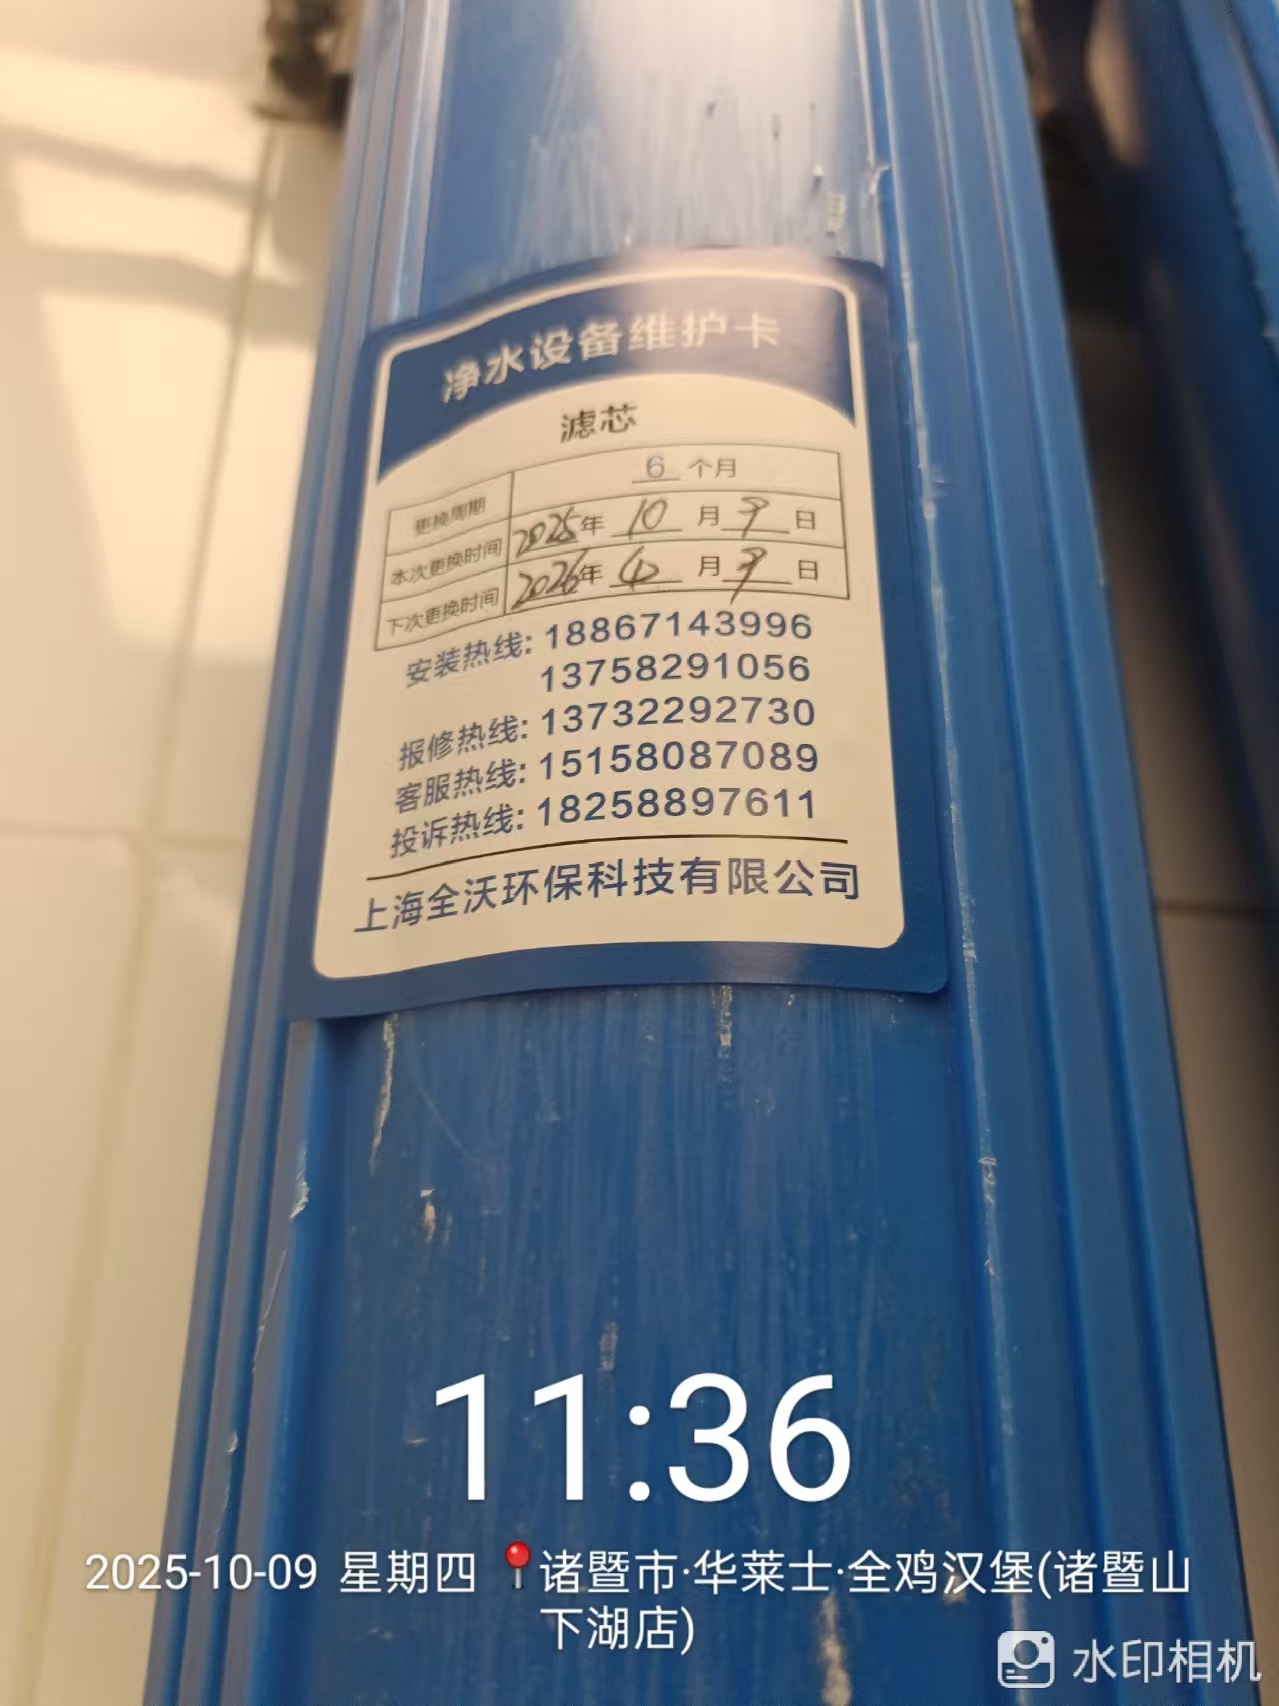 净水设备维护卡
滤芯
更换周期 6 个月
本次更换时间 2025年 10 月 9 日
下次更换时间 2026年 4 月 9 日
安装热线: 18867143996
13758291056
报修热线: 13732292730
客服热线: 15158087089
投诉热线: 18258897611
上海全沃环保科技有限公司
11:36
2025-10-09 星期四 诸暨市·华莱士·全鸡汉堡(诸暨山
下湖店)
水印相机